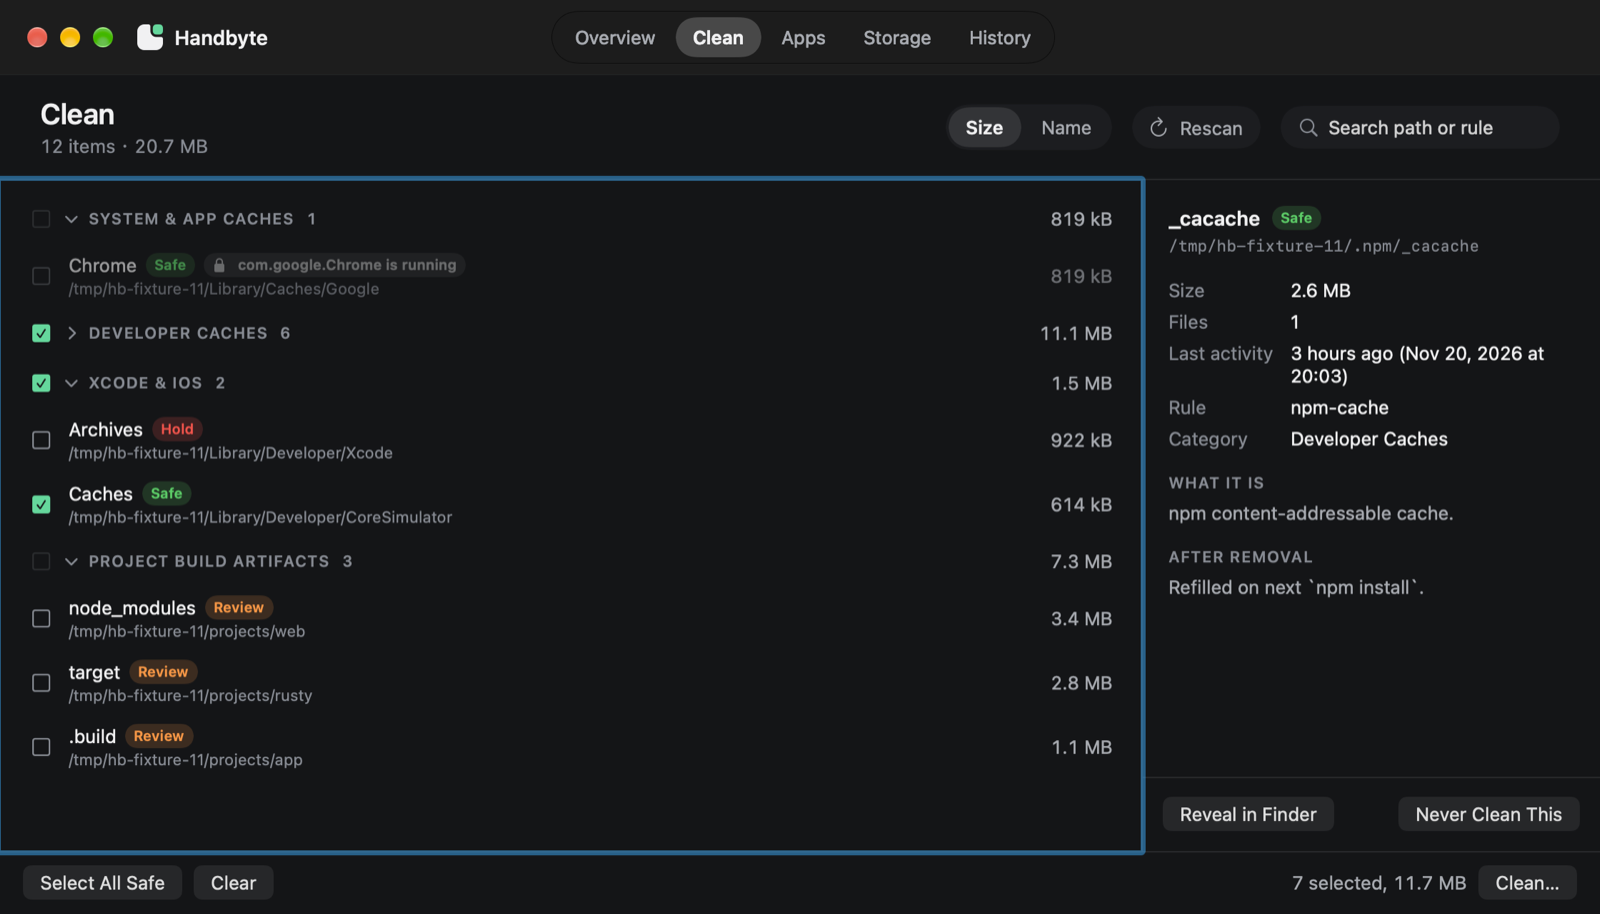 Handbyte
Overview
Clean
Apps
Storage
History
Clean
12 items · 20.7 MB
Size
Name
Rescan
Search path or rule
SYSTEM & APP CACHES 1
819 kB
Chrome Safe com.google.Chrome is running
/tmp/hb-fixture-11/Library/Caches/Google
819 kB
DEVELOPER CACHES 6
11.1 MB
XCODE & IOS 2
1.5 MB
Archives Hold
/tmp/hb-fixture-11/Library/Developer/Xcode
922 kB
Caches Safe
/tmp/hb-fixture-11/Library/Developer/CoreSimulator
614 kB
PROJECT BUILD ARTIFACTS 3
7.3 MB
node_modules Review
/tmp/hb-fixture-11/projects/web
3.4 MB
target Review
/tmp/hb-fixture-11/projects/rusty
2.8 MB
.build Review
/tmp/hb-fixture-11/projects/app
1.1 MB
_cacache Safe
/tmp/hb-fixture-11/.npm/_cacache
Size 2.6 MB
Files 1
Last activity 3 hours ago (Nov 20, 2026 at
20:03)
Rule npm-cache
Category Developer Caches
WHAT IT IS
npm content-addressable cache.
AFTER REMOVAL
Refilled on next `npm install`.
Reveal in Finder
Never Clean This
Select All Safe
Clear
7 selected, 11.7 MB
Clean...